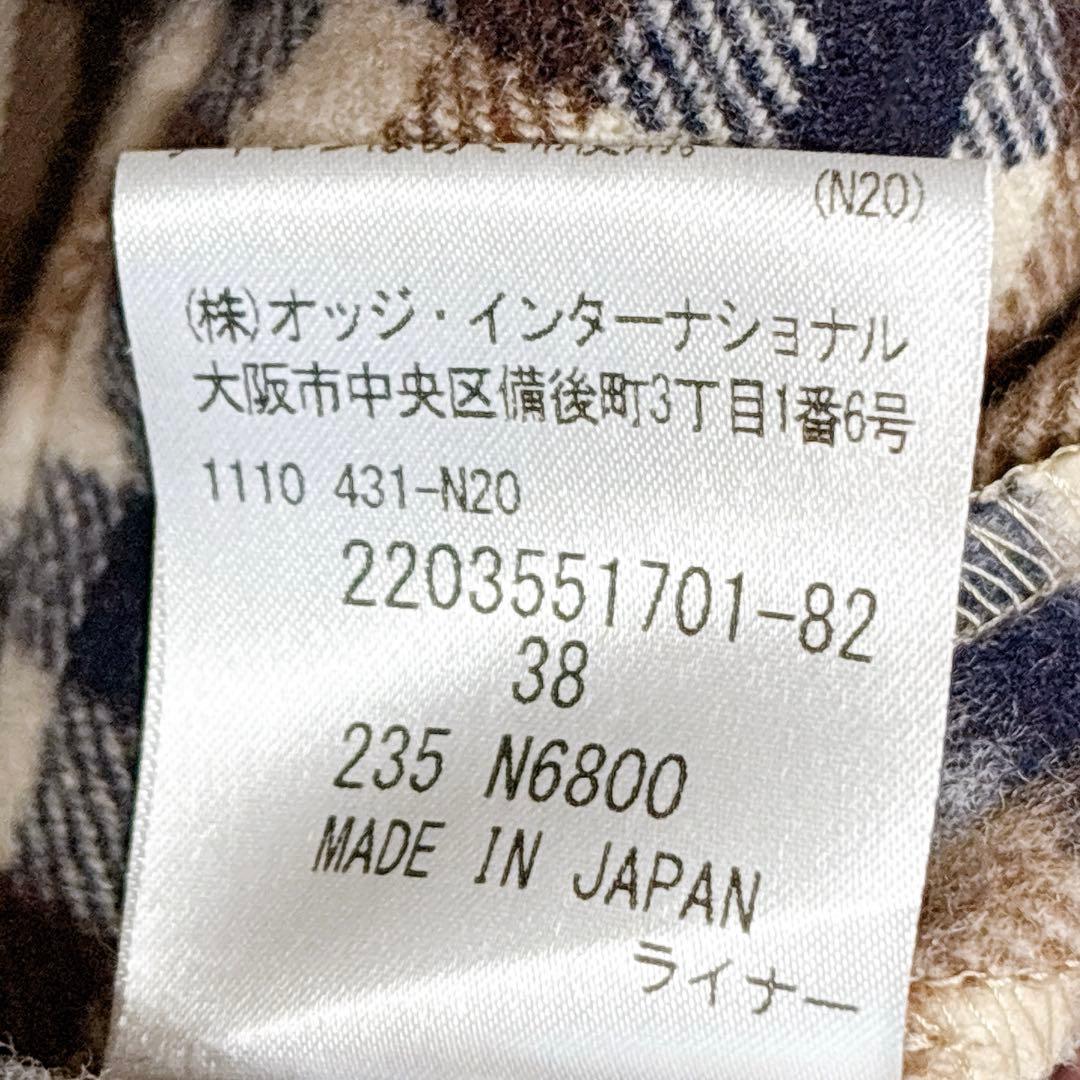 (N20)
(株)オッジ・インターナショナル
大阪市中央区備後町3丁目1番6号
1110 431-N20
2203551701-82
38
235 N6800
MADE IN JAPAN
ライナー